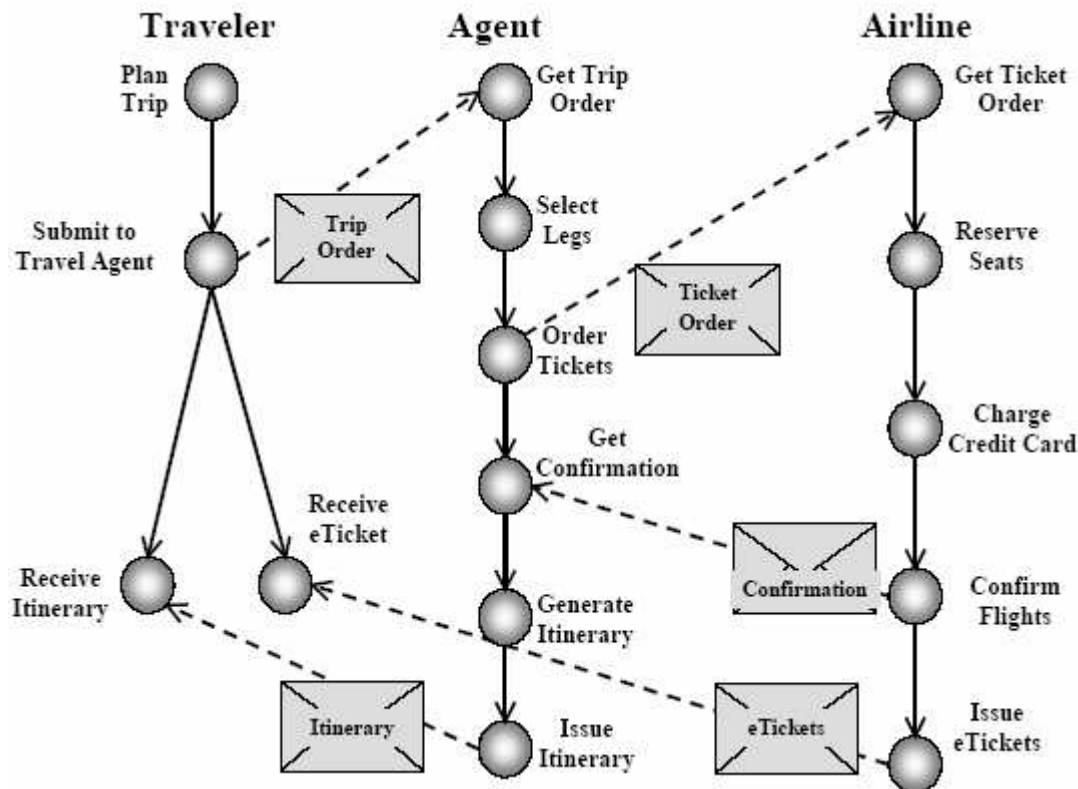 Traveler
Agent
Airline
Plan
Trip
Get Trip
Order
Get Ticket
Order
Submit to
Travel Agent
Trip
Order
Select
Legs
Reserve
Seats
Ticket
Order
Order
Tickets
Get
Confirmation
Charge
Credit Card
Receive
eTicket
Receive
Itinerary
Confirmation
Confirm
Flights
Generate
Itinerary
Itinerary
Issue
Itinerary
eTickets
Issue
eTickets